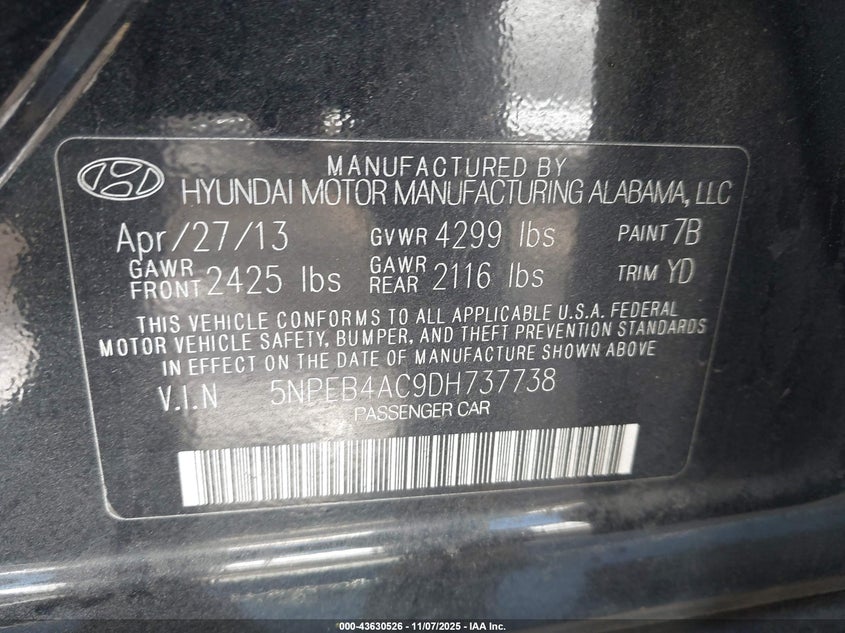 MANUFACTURED BY
HYUNDAI MOTOR MANUFACTURING ALABAMA, LLC
Apr/27/13 GVWR 4299 lbs PAINT 7B
GAWR FRONT 2425 lbs GAWR REAR 2116 lbs TRIM YD
THIS VEHICLE CONFORMS TO ALL APPLICABLE U.S.A. FEDERAL
MOTOR VEHICLE SAFETY, BUMPER, AND THEFT PREVENTION STANDARDS
IN EFFECT ON THE DATE OF MANUFACTURE SHOWN ABOVE
V.I.N 5NPEB4AC9DH737738
PASSENGER CAR
000-43630526 - 11/07/2025 - IAA Inc.